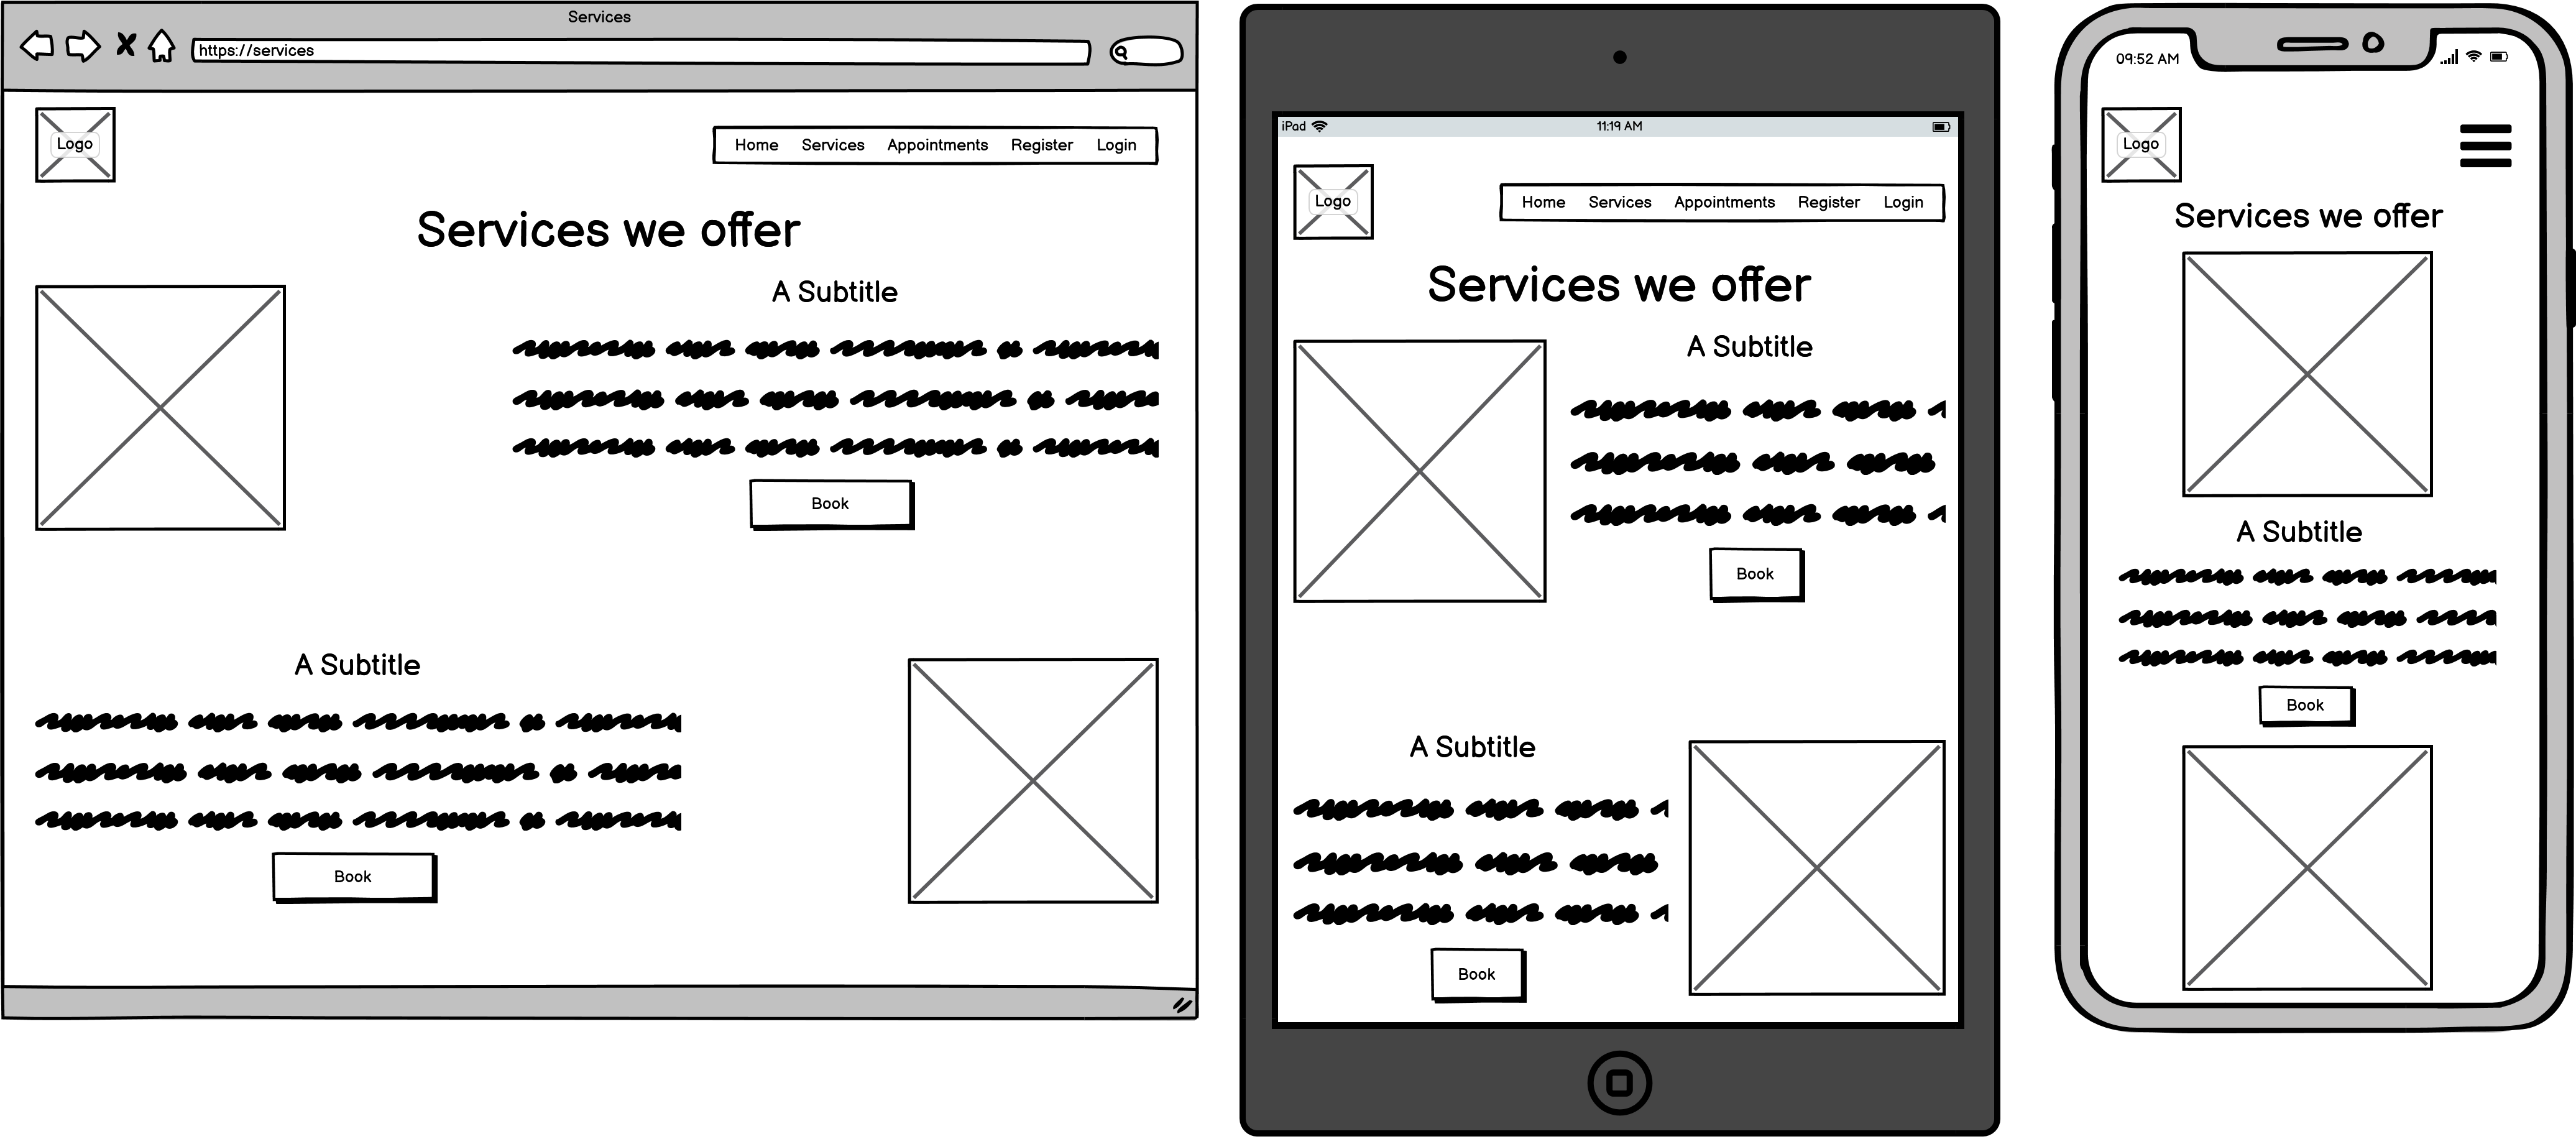 Services
https://services
Logo
Home Services Appointments Register Login
Services we offer
A Subtitle
Book
A Subtitle
Book
iPad
11:19 AM
Logo
Home Services Appointments Register Login
Services we offer
A Subtitle
Book
A Subtitle
Book
09:52 AM
Logo
Services we offer
A Subtitle
Book